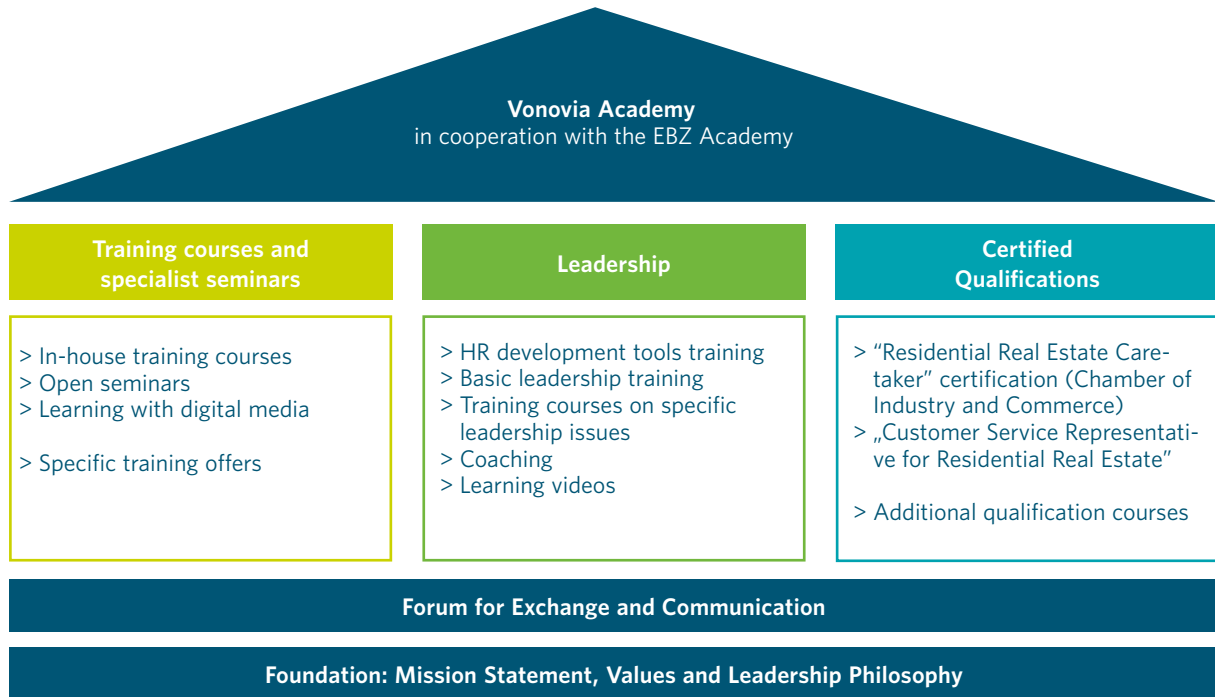 Vonovia Academy
in cooperation with the EBZ Academy
Training courses and
specialist seminars
> In-house training courses
> Open seminars
> Learning with digital media
> Specific training offers
Leadership
> HR development tools training
> Basic leadership training
> Training courses on specific
leadership issues
> Coaching
> Learning videos
Certified
Qualifications
> “Residential Real Estate Care-
taker” certification (Chamber of
Industry and Commerce)
> „Customer Service Representati-
ve for Residential Real Estate”
> Additional qualification courses
Forum for Exchange and Communication
Foundation: Mission Statement, Values and Leadership Philosophy